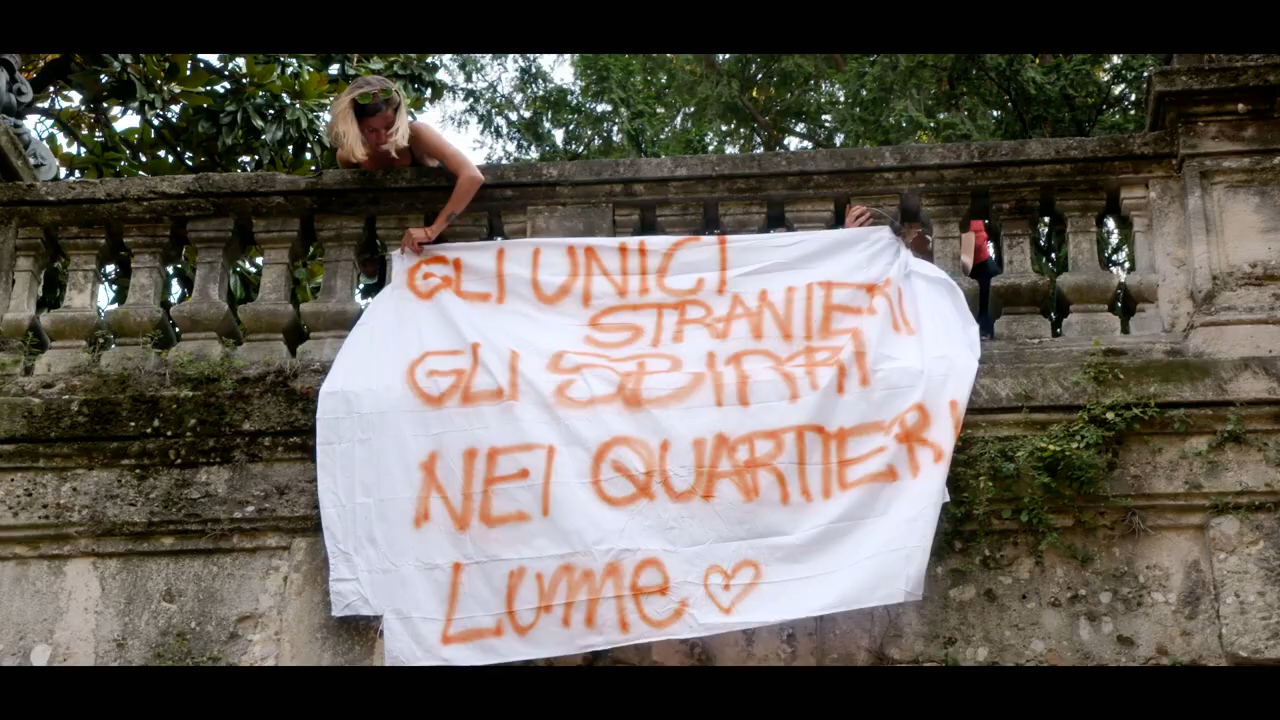 GLI UNICI
STRANIERI
GLI SBIRRI
NEI QUARTIERI
LUME